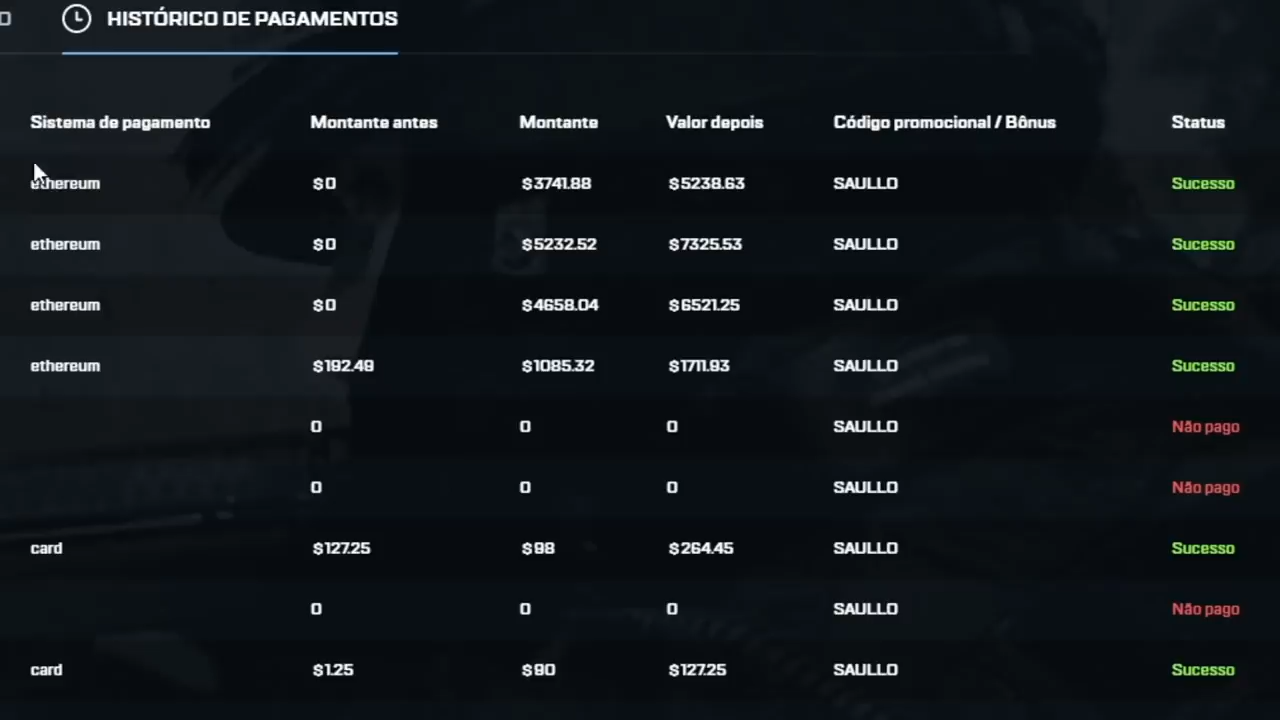 O HISTÓRICO DE PAGAMENTOS
Sistema de pagamento Montante antes Montante Valor depois Código promocional / Bônus Status
ethereum $0 $3741.88 $5238.63 SAULLO Sucesso
ethereum $0 $5232.52 $7325.53 SAULLO Sucesso
ethereum $0 $4658.04 $6521.25 SAULLO Sucesso
ethereum $192.49 $1085.32 $1711.93 SAULLO Sucesso
0 0 0 SAULLO Não pago
0 0 0 SAULLO Não pago
card $127.25 $98 $264.45 SAULLO Sucesso
0 0 0 SAULLO Não pago
card $1.25 $90 $127.25 SAULLO Sucesso